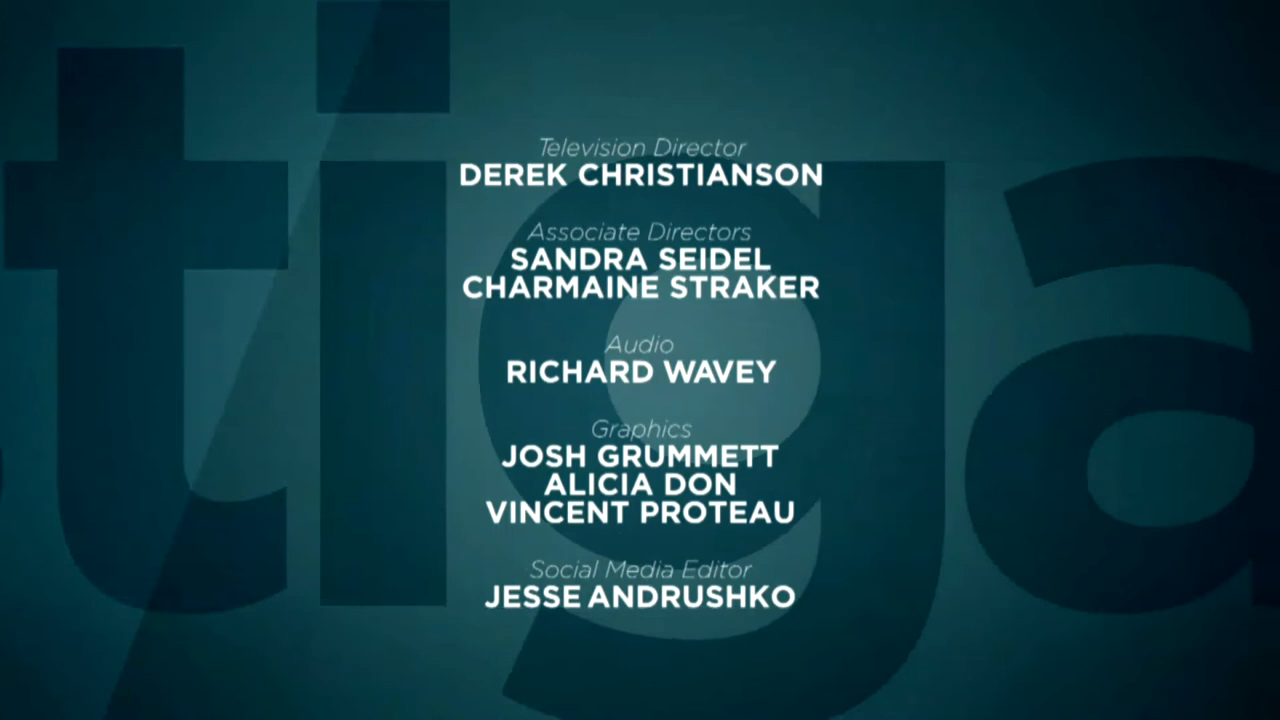 tiga
Television Director
DEREK CHRISTIANSON
Associate Directors
SANDRA SEIDEL
CHARMAINE STRAKER
Audio
RICHARD WAVEY
Graphics
JOSH GRUMMETT
ALICIA DON
VINCENT PROTEAU
Social Media Editor
JESSE ANDRUSHKO